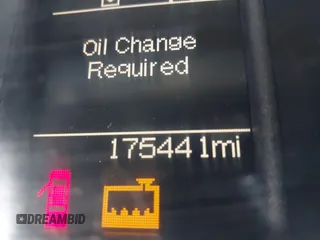 Oil Change
Required
175441mi
DREAMBID